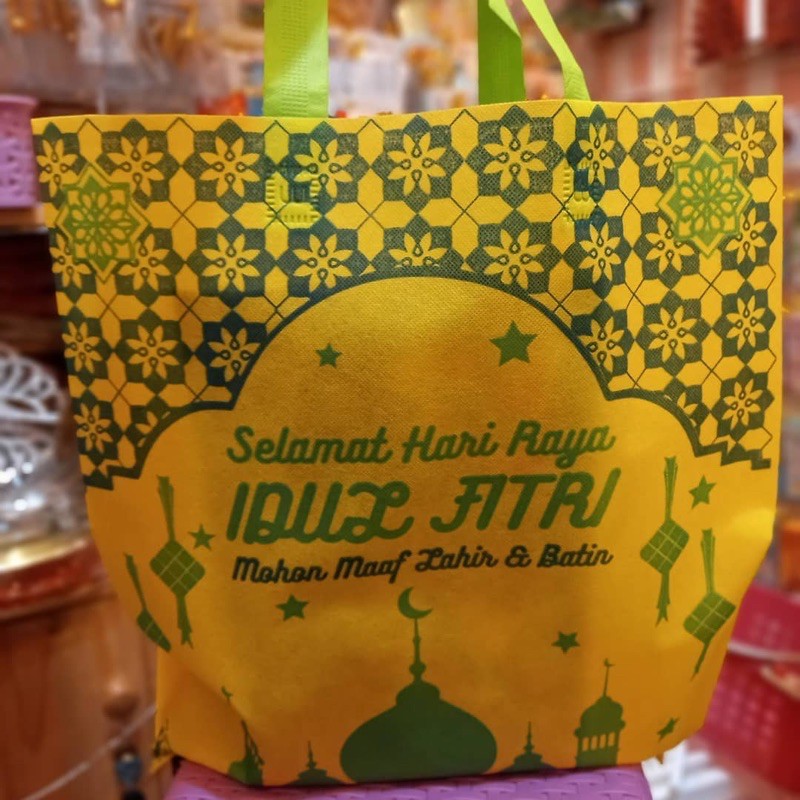 Selamat Hari Raya
IDUL FITRI
Mohon Maaf Lahir & Batin